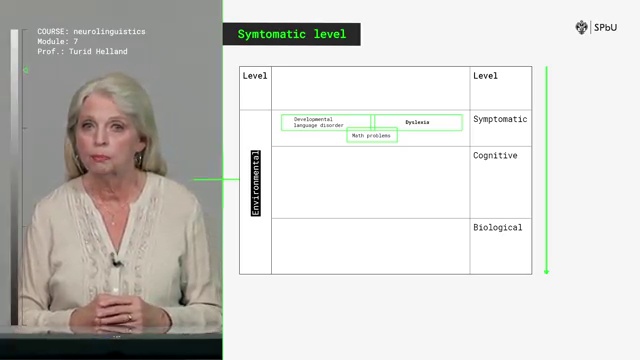 COURSE: neurolinguistics
Module: 7
Prof.: Turid Helland
Symtomatic level
SPbU
Level
Level
Developmental
language disorder
Dyslexia
Math problems
Symptomatic
Environmental
Cognitive
Biological